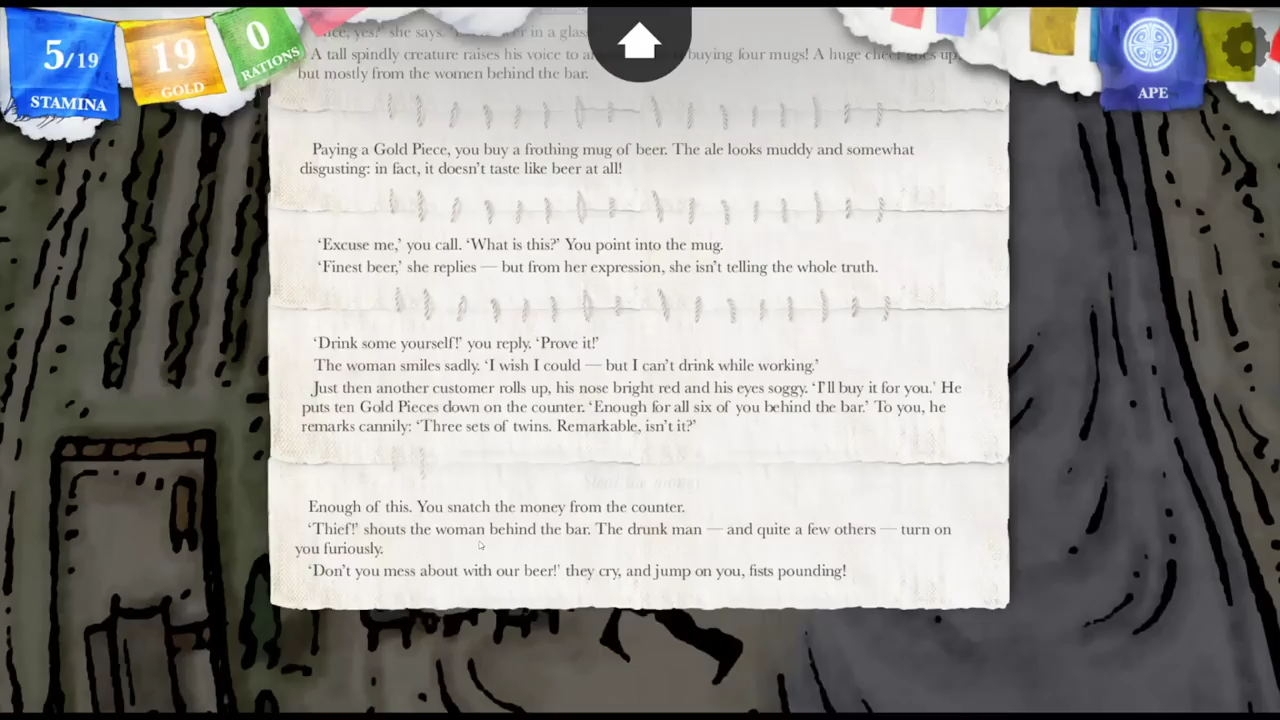 5/19
STAMINA
19
GOLD
0
RATIONS
APE
yes?' she says. in a glass
A tall spindly creature raises his voice to buying four mugs! A huge cheer goes up,
but mostly from the women behind the bar.
Paying a Gold Piece, you buy a frothing mug of beer. The ale looks muddy and somewhat
disgusting: in fact, it doesn't taste like beer at all!
'Excuse me,' you call. 'What is this?' You point into the mug.
'Finest beer,' she replies — but from her expression, she isn't telling the whole truth.
'Drink some yourself!' you reply. 'Prove it!'
The woman smiles sadly. 'I wish I could — but I can't drink while working.'
Just then another customer rolls up, his nose bright red and his eyes soggy. 'I'll buy it for you.' He
puts ten Gold Pieces down on the counter. 'Enough for all six of you behind the bar.' To you, he
remarks cannily: 'Three sets of twins. Remarkable, isn't it?'
Steal the money
Enough of this. You snatch the money from the counter.
'Thief!' shouts the woman behind the bar. The drunk man — and quite a few others — turn on
you furiously.
'Don't you mess about with our beer!' they cry, and jump on you, fists pounding!